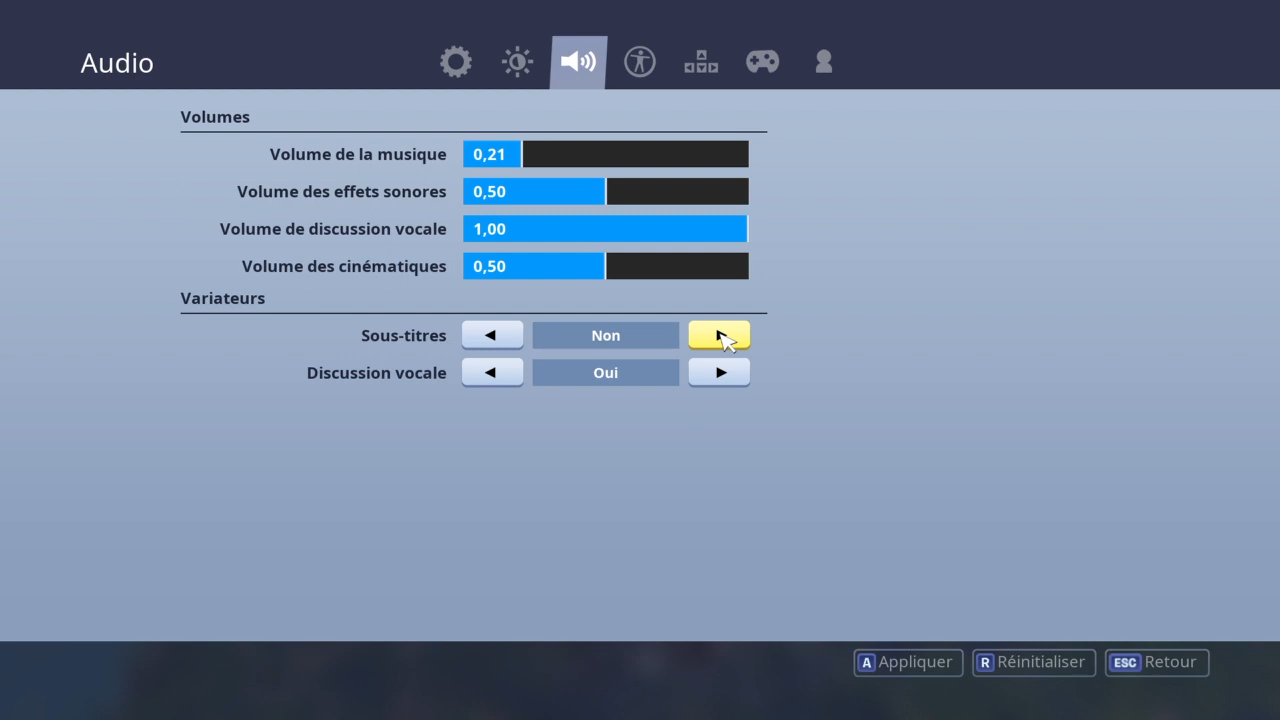 Audio
Volumes
Volume de la musique 0,21
Volume des effets sonores 0,50
Volume de discussion vocale 1,00
Volume des cinématiques 0,50
Variateurs
Sous-titres Non
Discussion vocale Oui
A Appliquer R Réinitialiser ESC Retour